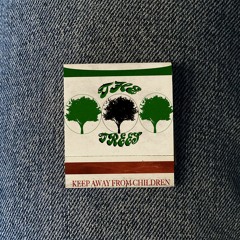 THE
TREES
KEEP AWAY FROM CHILDREN